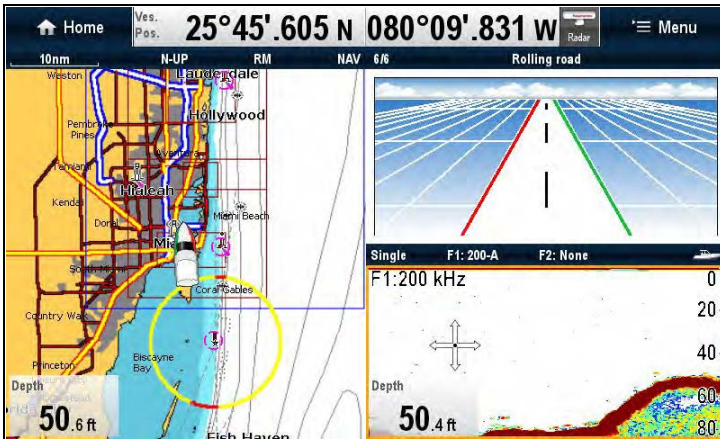 Home
Ves. Pos.
25°45'.605 N 080°09'.831 W
Radar
Menu
10nm N-UP RM NAV 6/6 Rolling road
Weston
Lauderdale
Hollywood
Pembroke Pines
Aventura
Hialeah
Kendal
Doral
Miami Beach
South Miami
Coral Gables
Country Walk
Princeton
Biscayne Bay
Depth
50.6 ft
Fish Haven
Single F1: 200-A F2: None
F1:200 kHz
0
20
40
60
80
Depth
50.4 ft